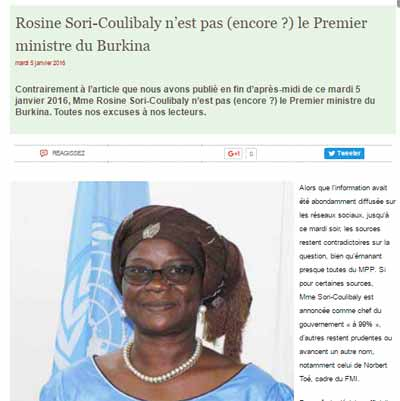 Rosine Sori-Coulibaly n’est pas (encore ?) le Premier
ministre du Burkina
mardi 5 janvier 2016
Contrairement à l’article que nous avons publié en fin d’après-midi de ce mardi 5
janvier 2016, Mme Rosine Sori-Coulibaly n’est pas (encore ?) le Premier ministre du
Burkina. Toutes nos excuses à nos lecteurs.
RÉAGISSEZ
G+1
5
Tweeter
Alors que l’information avait
été abondamment diffusée sur
les réseaux sociaux, jusqu’à
ce mardi soir, les sources
restent contradictoires sur la
question, bien qu’émanant
presque toutes du MPP. Si
pour certaines sources,
Mme Sori-Coulibaly est
annoncée comme chef du
gouvernement « à 99% »,
d’autres restent prudentes ou
avancent un autre nom,
notamment celui de Norbert
Toé, cadre du FMI.